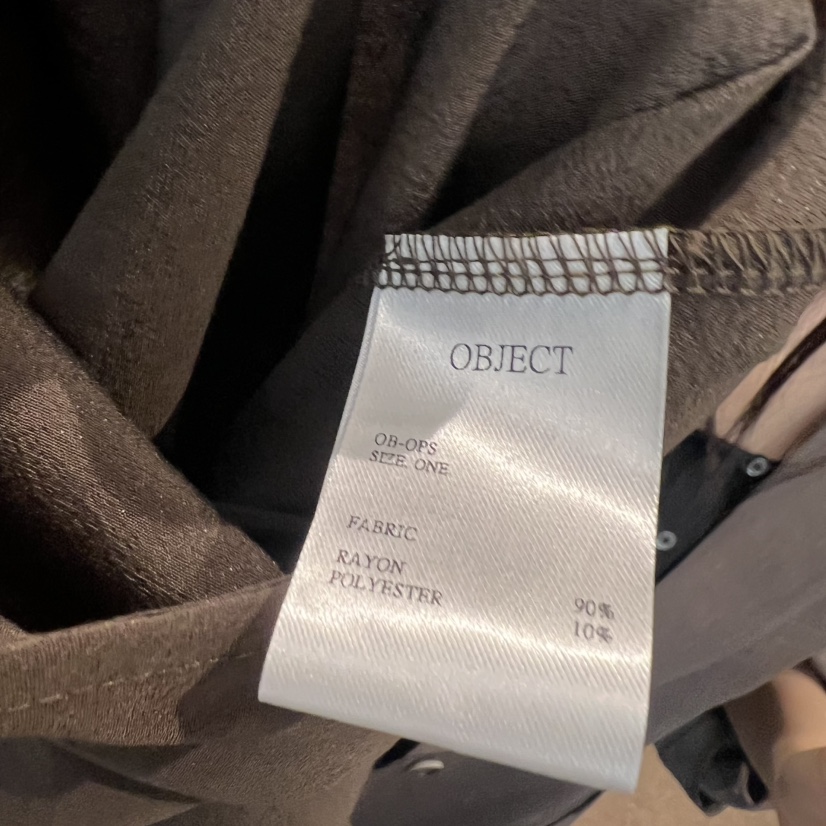 OBJECT
OB-OPS
SIZE. ONE
FABRIC
RAYON 90%
POLYESTER 10%